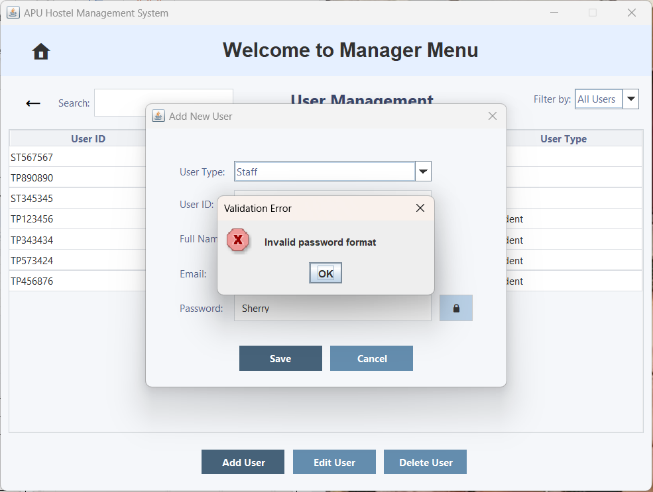 APU Hostel Management System
Welcome to Manager Menu
Search:
User Management
Filter by: All Users
User ID
User Type
ST567567
TP890890
ST345345
TP123456 dent
TP343434 dent
TP573424 dent
TP456876 dent
Add New User
User Type: Staff
User ID:
Full Nam
Email:
Password: Sherry
Save Cancel
Validation Error
Invalid password format
OK
Add User Edit User Delete User